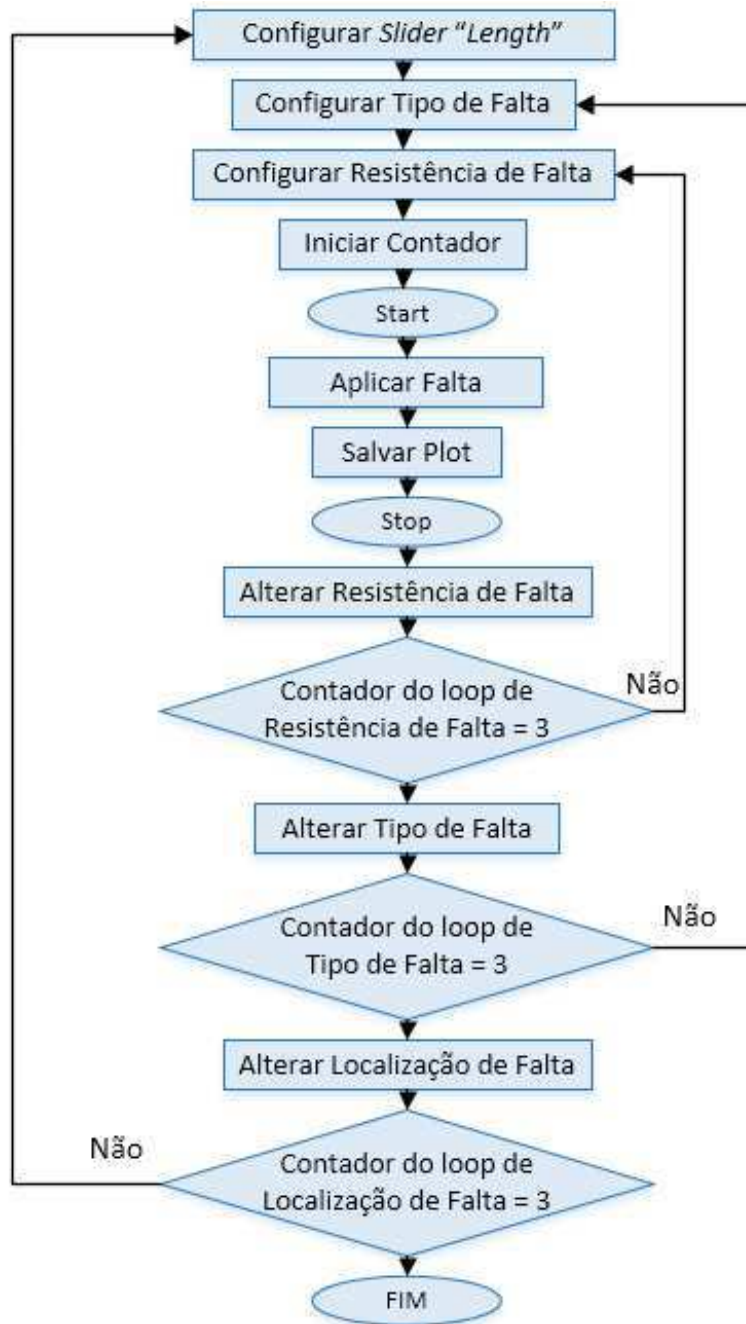 Configurar Slider “Length”
Configurar Tipo de Falta
Configurar Resistência de Falta
Iniciar Contador
Start
Aplicar Falta
Salvar Plot
Stop
Alterar Resistência de Falta
Contador do loop de
Resistência de Falta = 3
Não
Alterar Tipo de Falta
Contador do loop de
Tipo de Falta = 3
Não
Alterar Localização de Falta
Não
Contador do loop de
Localização de Falta = 3
FIM